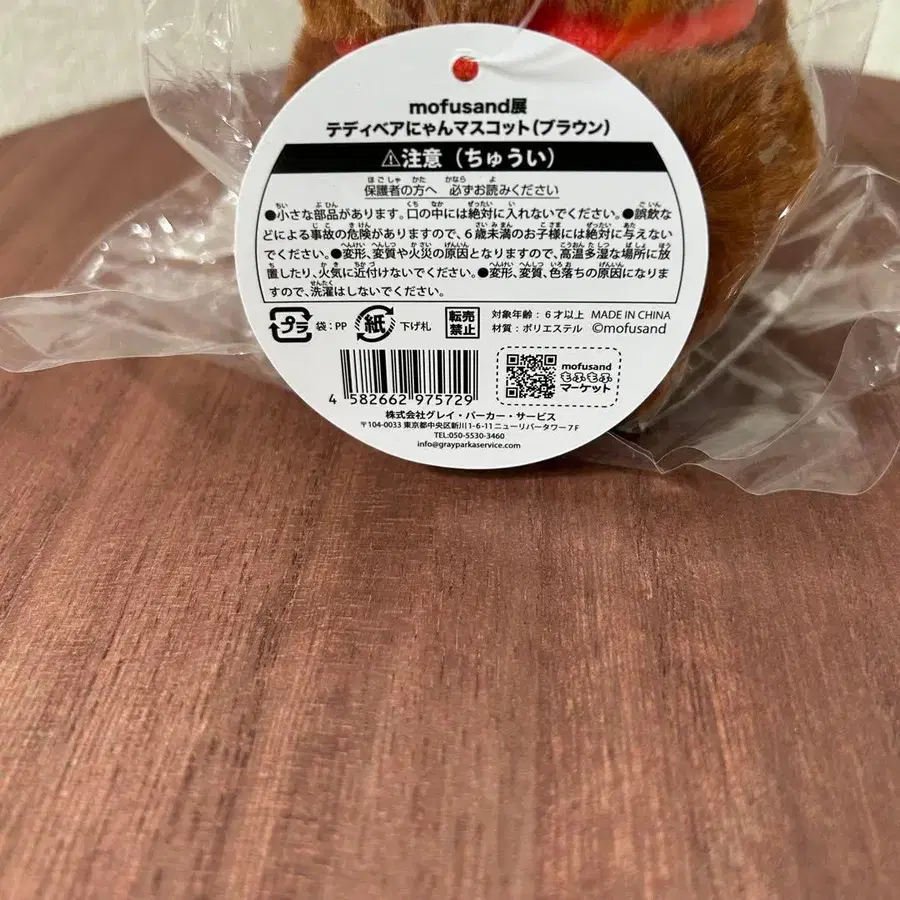 mofusand展
テディベアにゃんマスコット(ブラウン)
⚠注意（ちゅうい）
保護者の方へ 必ずお読みください
●小さな部品があります。口の中には絶対に入れないでください。●誤飲な
どによる事故の危険がありますので、6歳未満のお子様には絶対に与えない
でください。●変形、変質や火災の原因となりますので、高温多湿な場所に放
置したり、火気に近付けないでください。●変形、変質、色落ちの原因になりま
すので、洗濯はしないでください。
プラ 袋:PP 紙 下げ札 転売禁止 対象年齢：6才以上 MADE IN CHINA
材質：ポリエステル ©mofusand
4 582662 975729
mofusand
もふもふ
マーケット
株式会社グレイ・パーカー・サービス
〒104-0033 東京都中央区新川1-6-11 ニューリバータワー7F
TEL:050-5530-3460
info@grayparkaservice.com